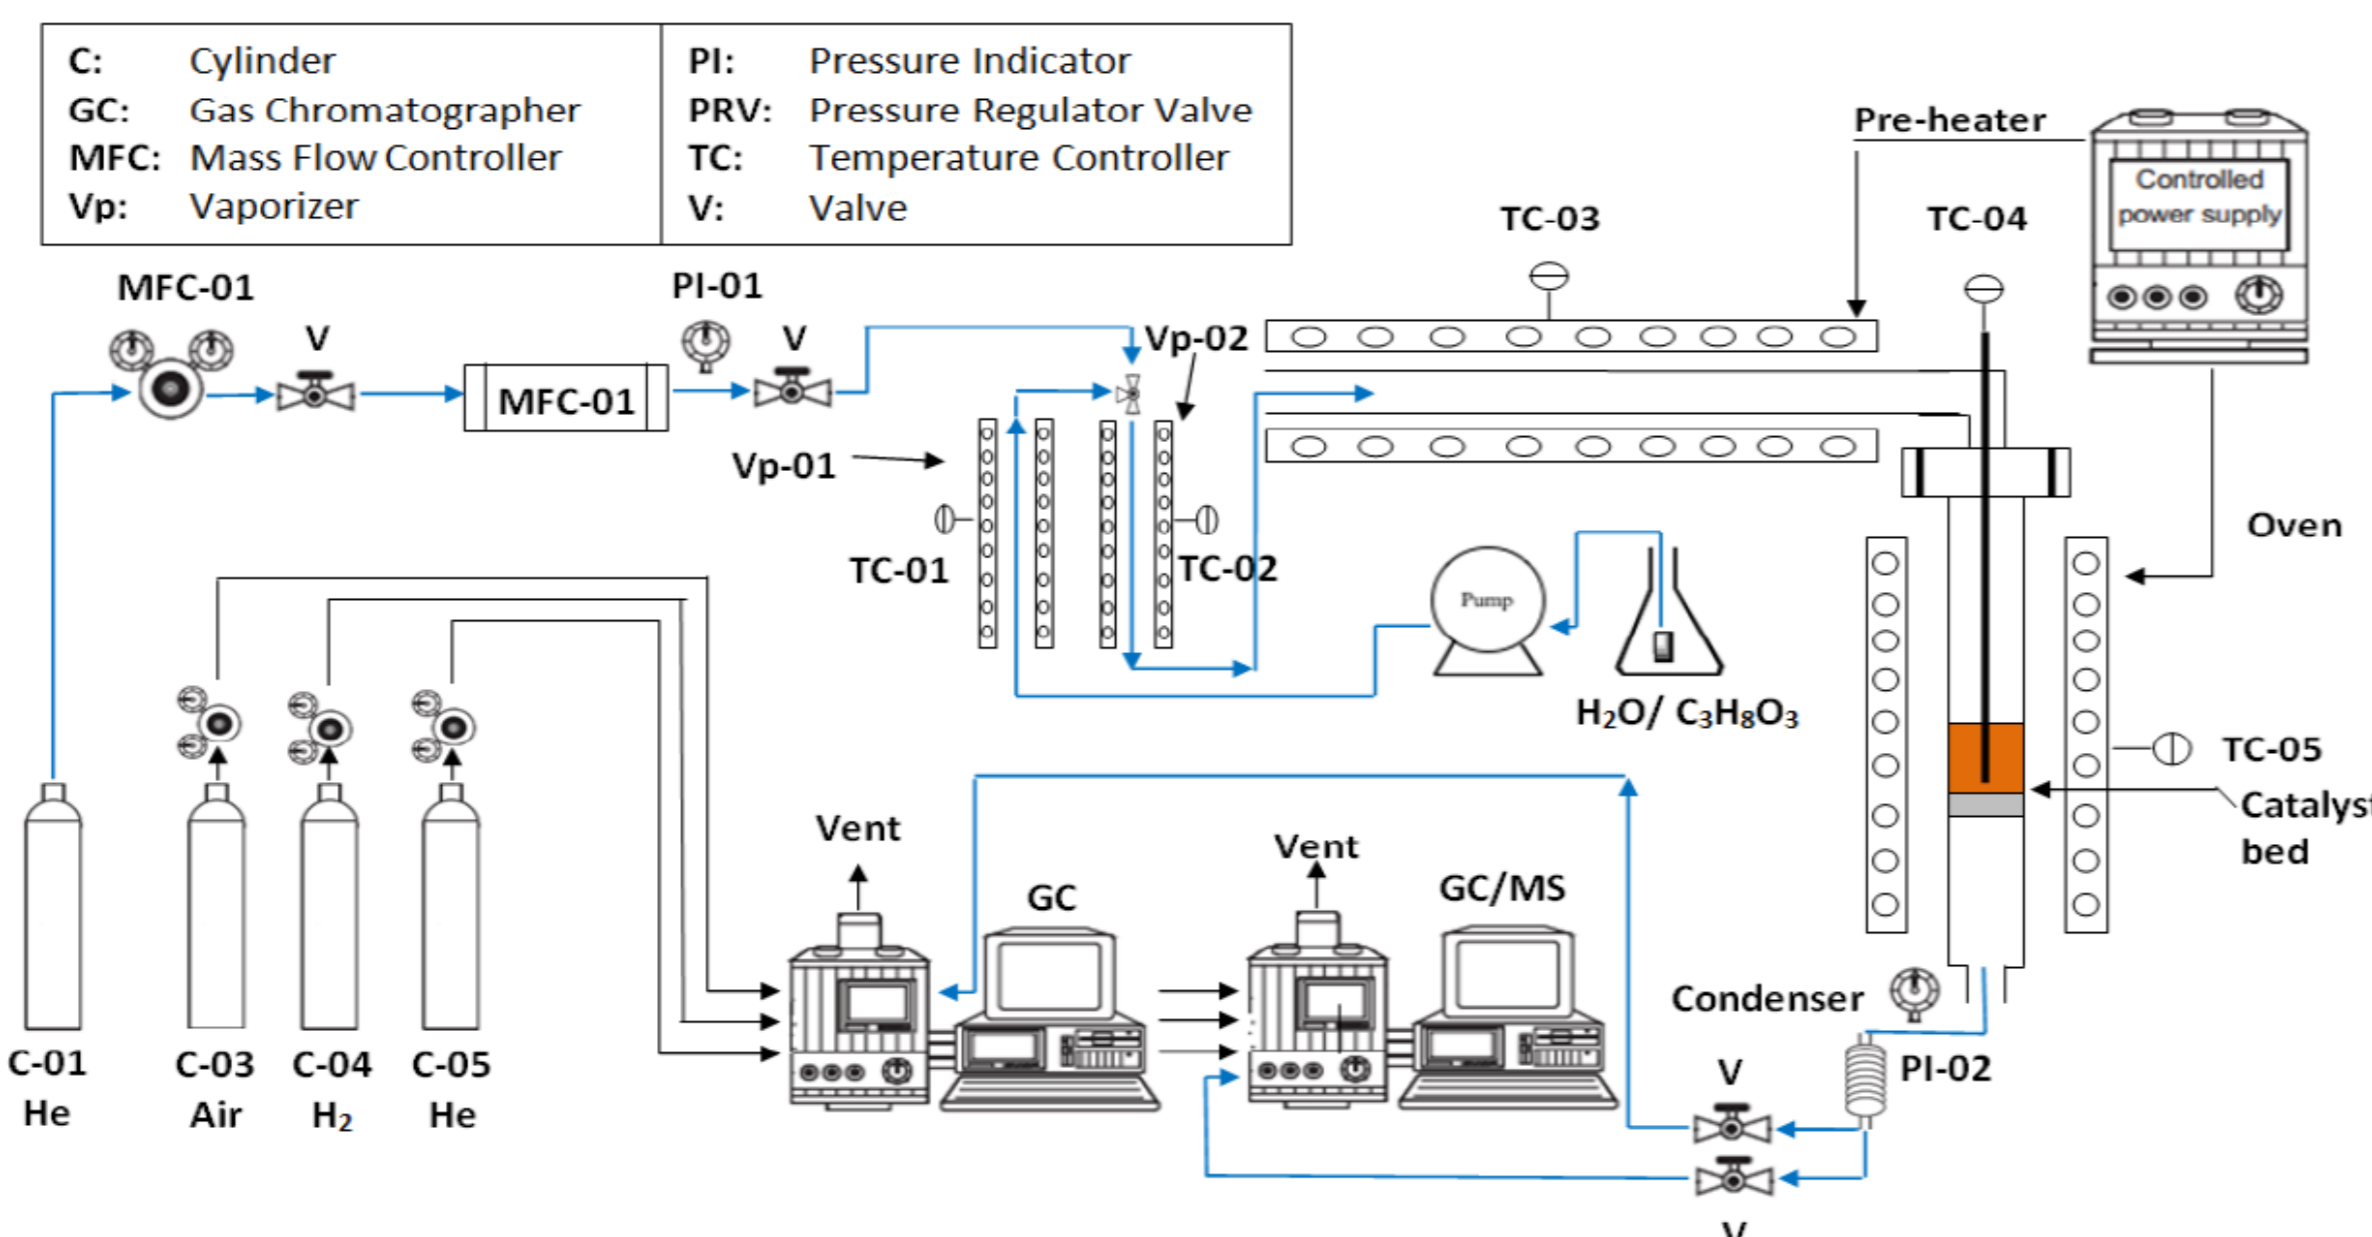 C: Cylinder
GC: Gas Chromatographer
MFC: Mass Flow Controller
Vp: Vaporizer
PI: Pressure Indicator
PRV: Pressure Regulator Valve
TC: Temperature Controller
V: Valve
Pre-heater
Controlled
power supply
TC-03
TC-04
MFC-01
PI-01
V
V
Vp-02
MFC-01
Vp-01
Oven
TC-01
TC-02
Pump
H₂O/ C₃H₈O₃
TC-05
Catalyst
bed
Vent
Vent
GC
GC/MS
Condenser
PI-02
V
C-01
He
C-03
Air
C-04
H₂
C-05
He
V